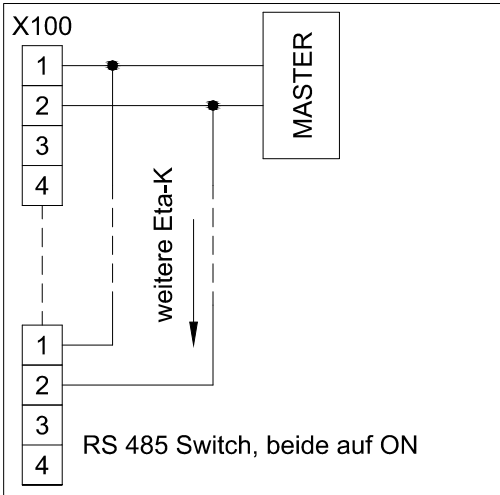 X100
1
2
3
4
MASTER
weitere Eta-K
1
2
3
4
RS 485 Switch, beide auf ON